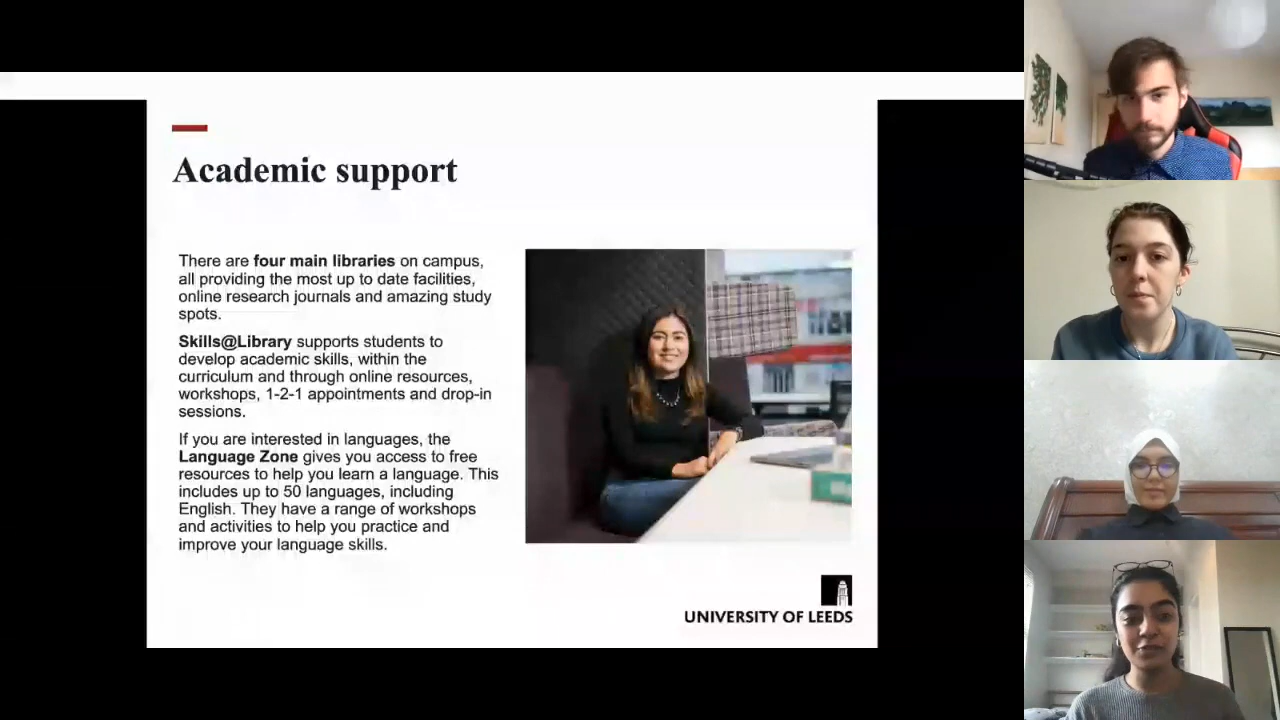 Academic support
There are four main libraries on campus,
all providing the most up to date facilities,
online research journals and amazing study
spots.
Skills@Library supports students to
develop academic skills, within the
curriculum and through online resources,
workshops, 1-2-1 appointments and drop-in
sessions.
If you are interested in languages, the
Language Zone gives you access to free
resources to help you learn a language. This
includes up to 50 languages, including
English. They have a range of workshops
and activities to help you practice and
improve your language skills.
UNIVERSITY OF LEEDS